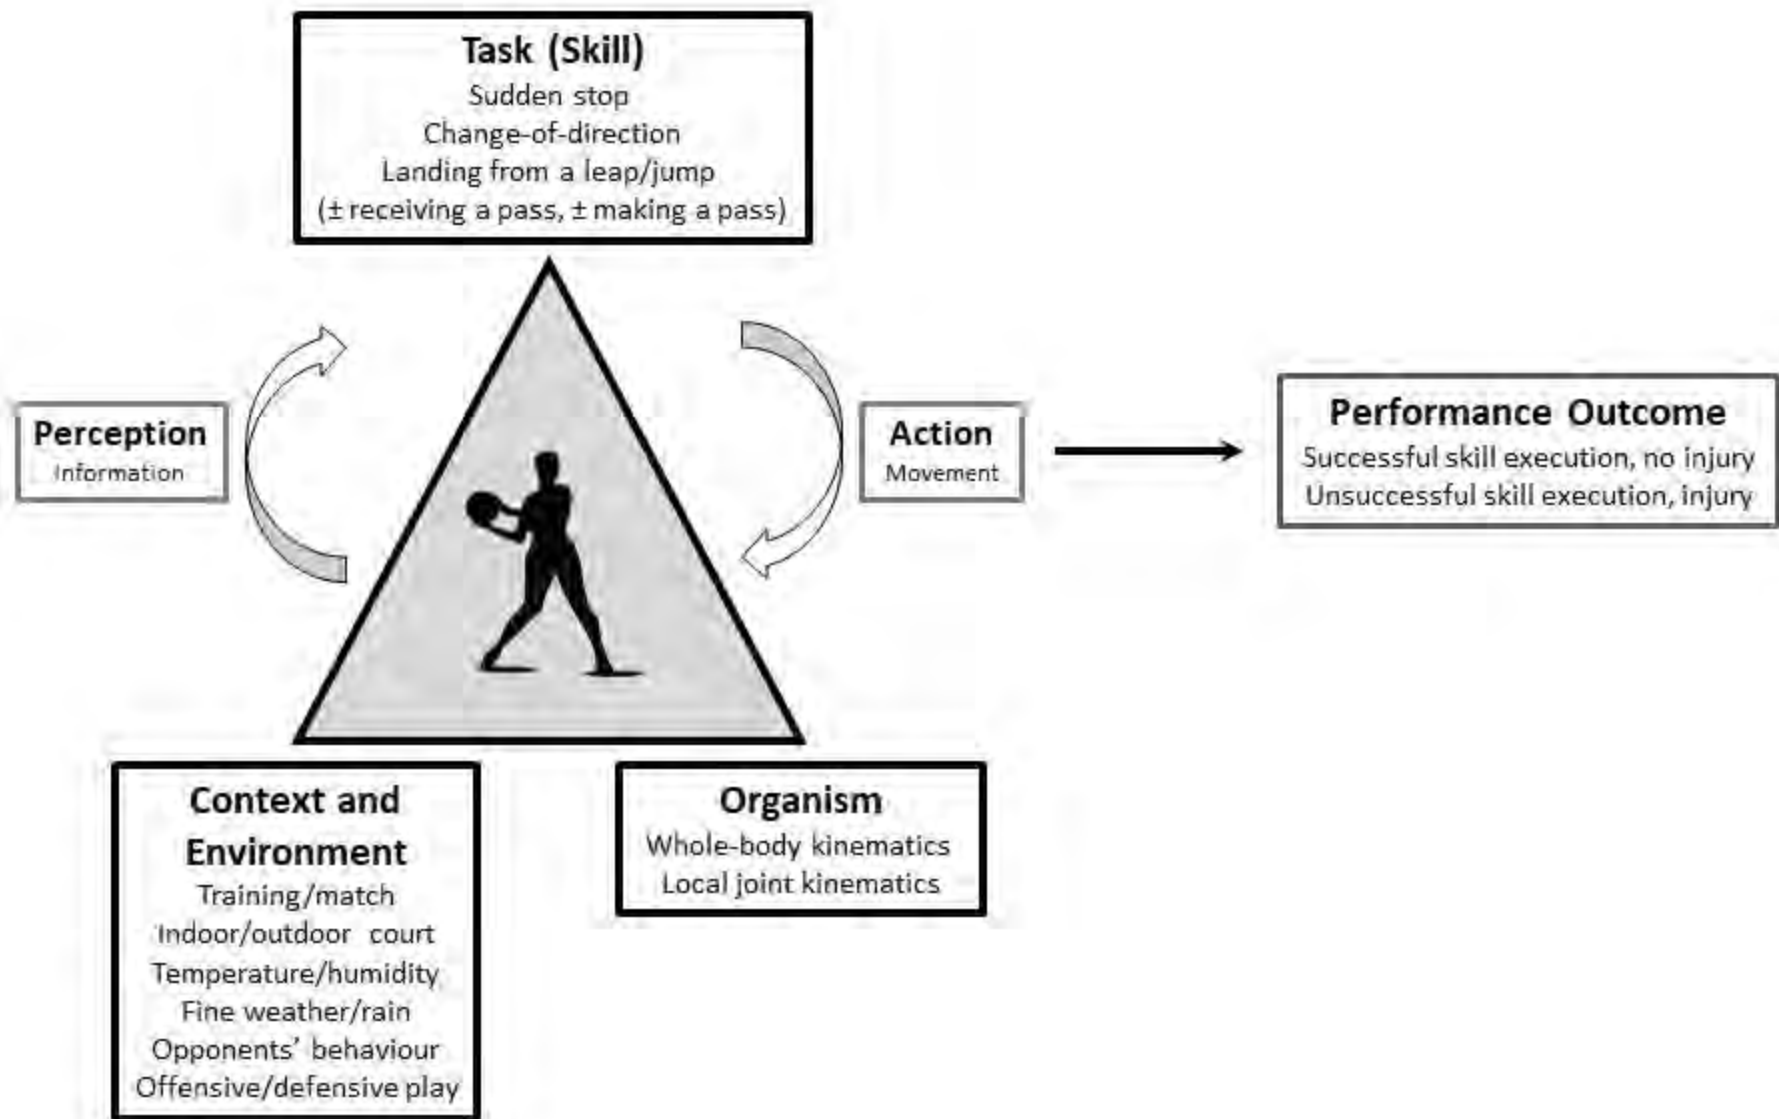 Task (Skill)
Sudden stop
Change-of-direction
Landing from a leap/jump
(± receiving a pass, ± making a pass)
Perception
Information
Action
Movement
Performance Outcome
Successful skill execution, no injury
Unsuccessful skill execution, injury
Context and
Environment
Training/match
Indoor/outdoor court
Temperature/humidity
Fine weather/rain
Opponents’ behaviour
Offensive/defensive play
Organism
Whole-body kinematics
Local joint kinematics